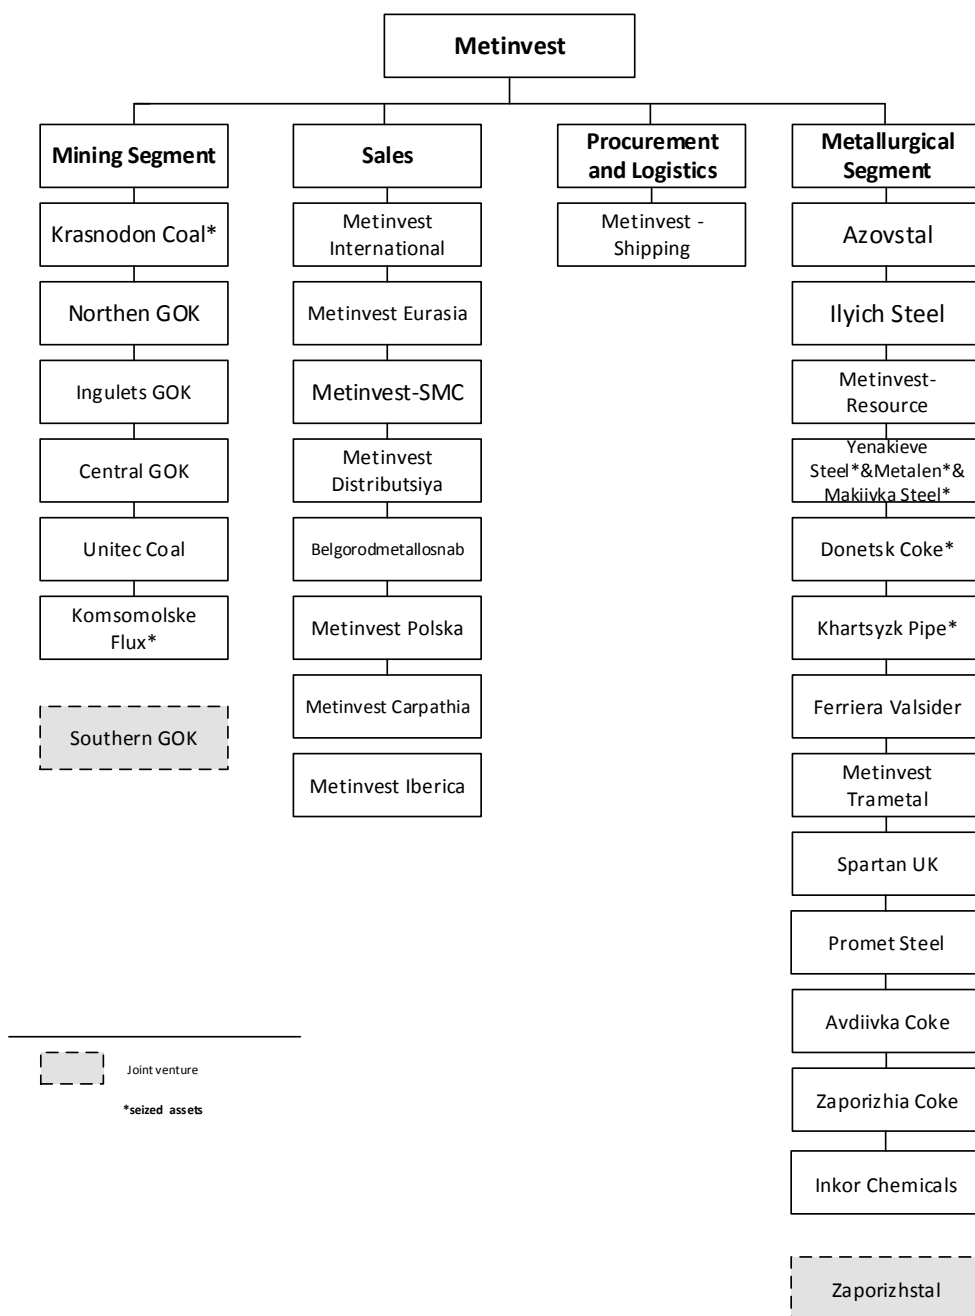 Metinvest
Mining Segment
Krasnodon Coal*
Northen GOK
Ingulets GOK
Central GOK
Unitec Coal
Komsomolske
Flux*
Southern GOK
Sales
Metinvest
International
Metinvest Eurasia
Metinvest-SMC
Metinvest
Distributsiya
Belgorodmetallosnab
Metinvest Polska
Metinvest Carpathia
Metinvest Iberica
Procurement
and Logistics
Metinvest -
Shipping
Metallurgical
Segment
Azovstal
Ilyich Steel
Metinvest-
Resource
Yenakieve
Steel*&Metalen*&
Makiivka Steel*
Donetsk Coke*
Khartsyzk Pipe*
Ferriera Valsider
Metinvest
Trametal
Spartan UK
Promet Steel
Avdiivka Coke
Zaporizhia Coke
Inkor Chemicals
Zaporizhstal
Joint venture
*seized assets